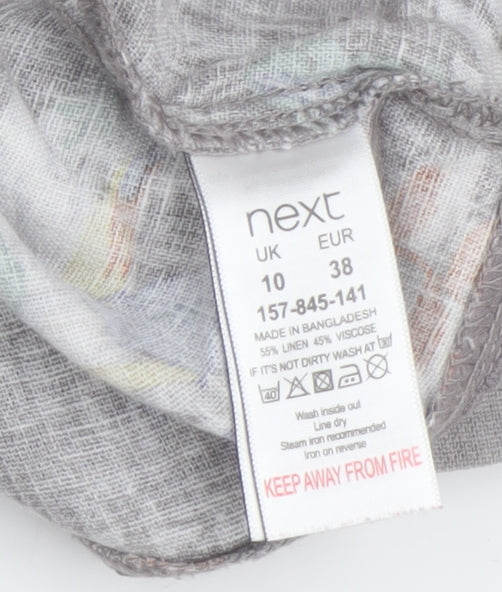 next
UK EUR
10 38
157-845-141
MADE IN BANGLADESH
55% LINEN 45% VISCOSE
IF IT'S NOT DIRTY WASH AT 30
40
Wash inside out
Line dry
Steam iron recommended
Iron on reverse
KEEP AWAY FROM FIRE